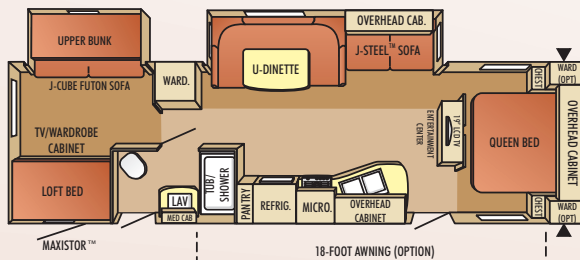 UPPER BUNK
J-CUBE FUTON SOFA
WARD.
U-DINETTE
OVERHEAD CAB.
J-STEEL™ SOFA
TV/WARDROBE
CABINET
LOFT BED
MAXISTOR™
LAV
MED CAB
TUB/
SHOWER
PANTRY
REFRIG.
MICRO.
OVERHEAD
CABINET
ENTERTAINMENT
CENTER
19" LCD TV
QUEEN BED
CHEST
WARD
(OPT)
OVERHEAD CABINET
CHEST
WARD
(OPT)
18-FOOT AWNING (OPTION)